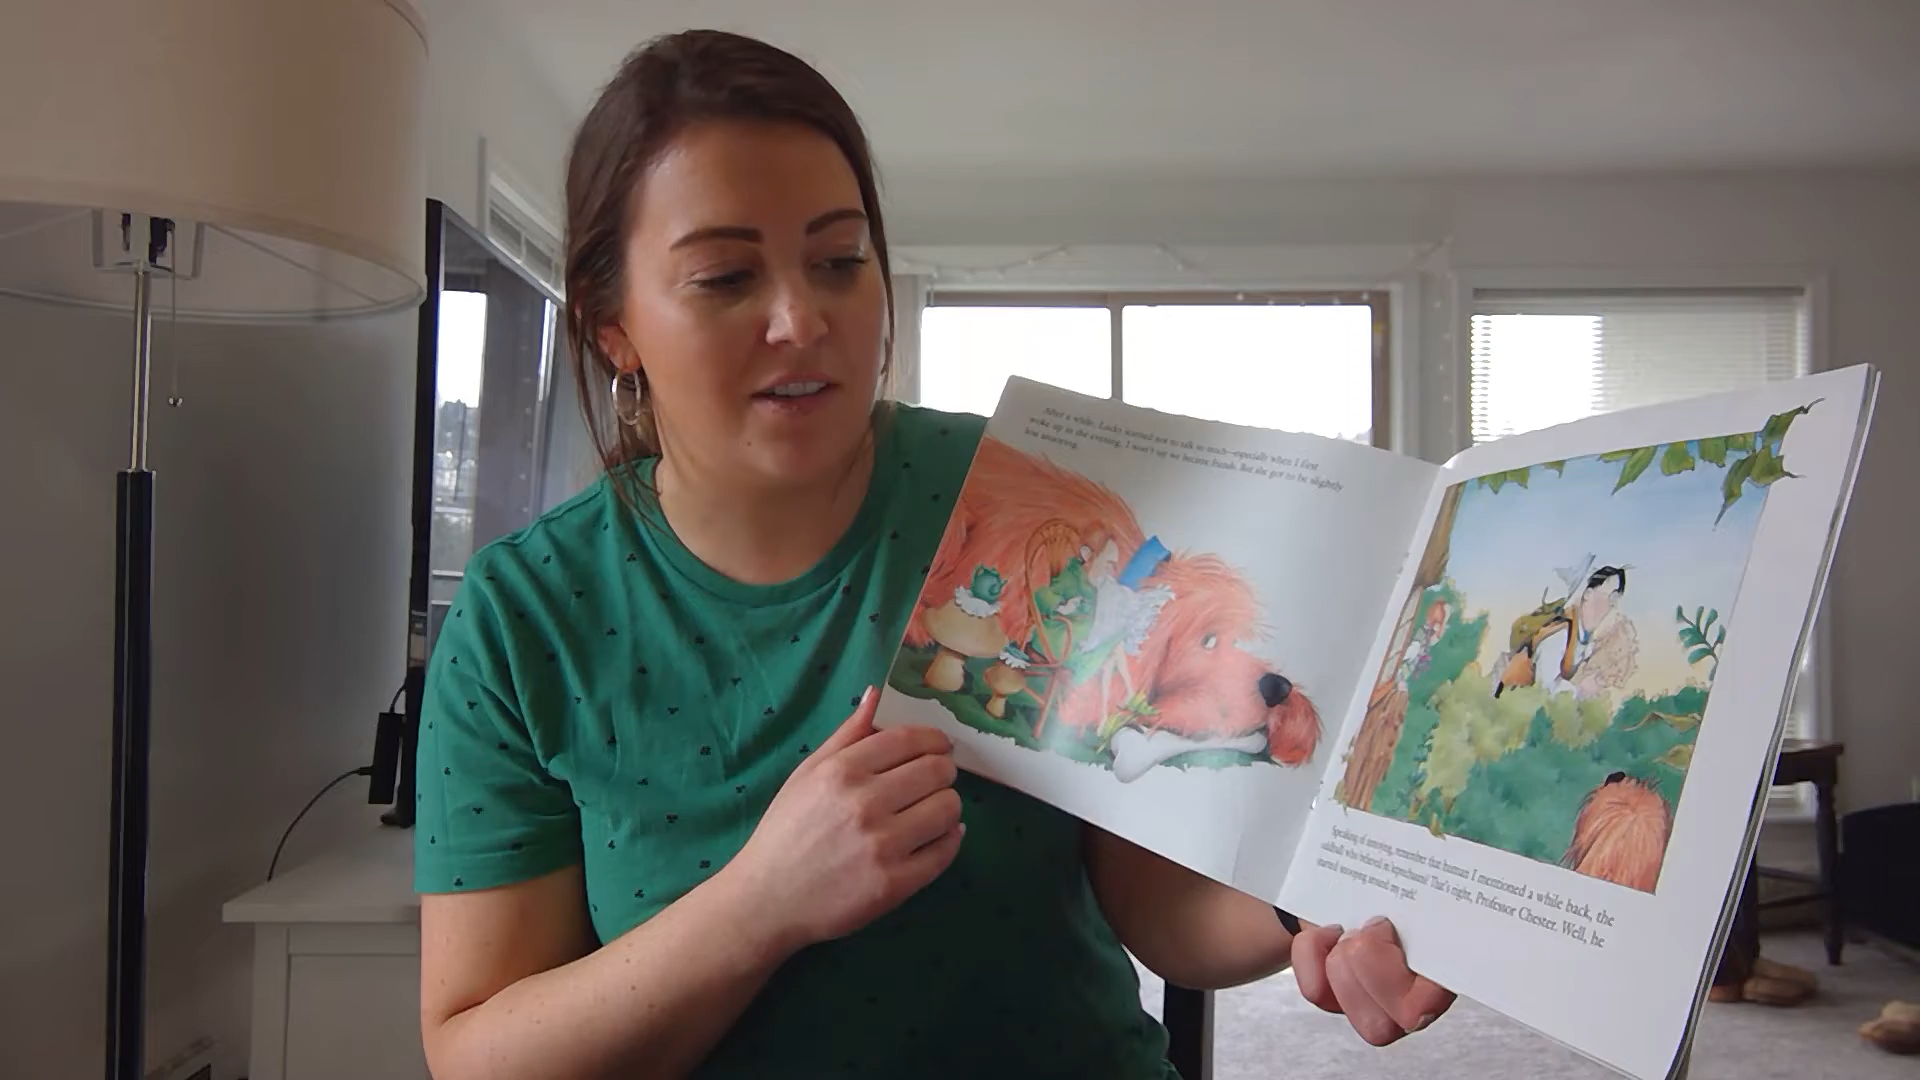 After a while, Lucky started not to talk so much—especially when I first
woke up in the evening. I won't say we became friends. But she got to be slightly
less annoying.
Speaking of annoying, remember that human I mentioned a while back, the
oddball who believed in leprechauns? That's right, Professor Chester. Well, he
started snooping around my path!